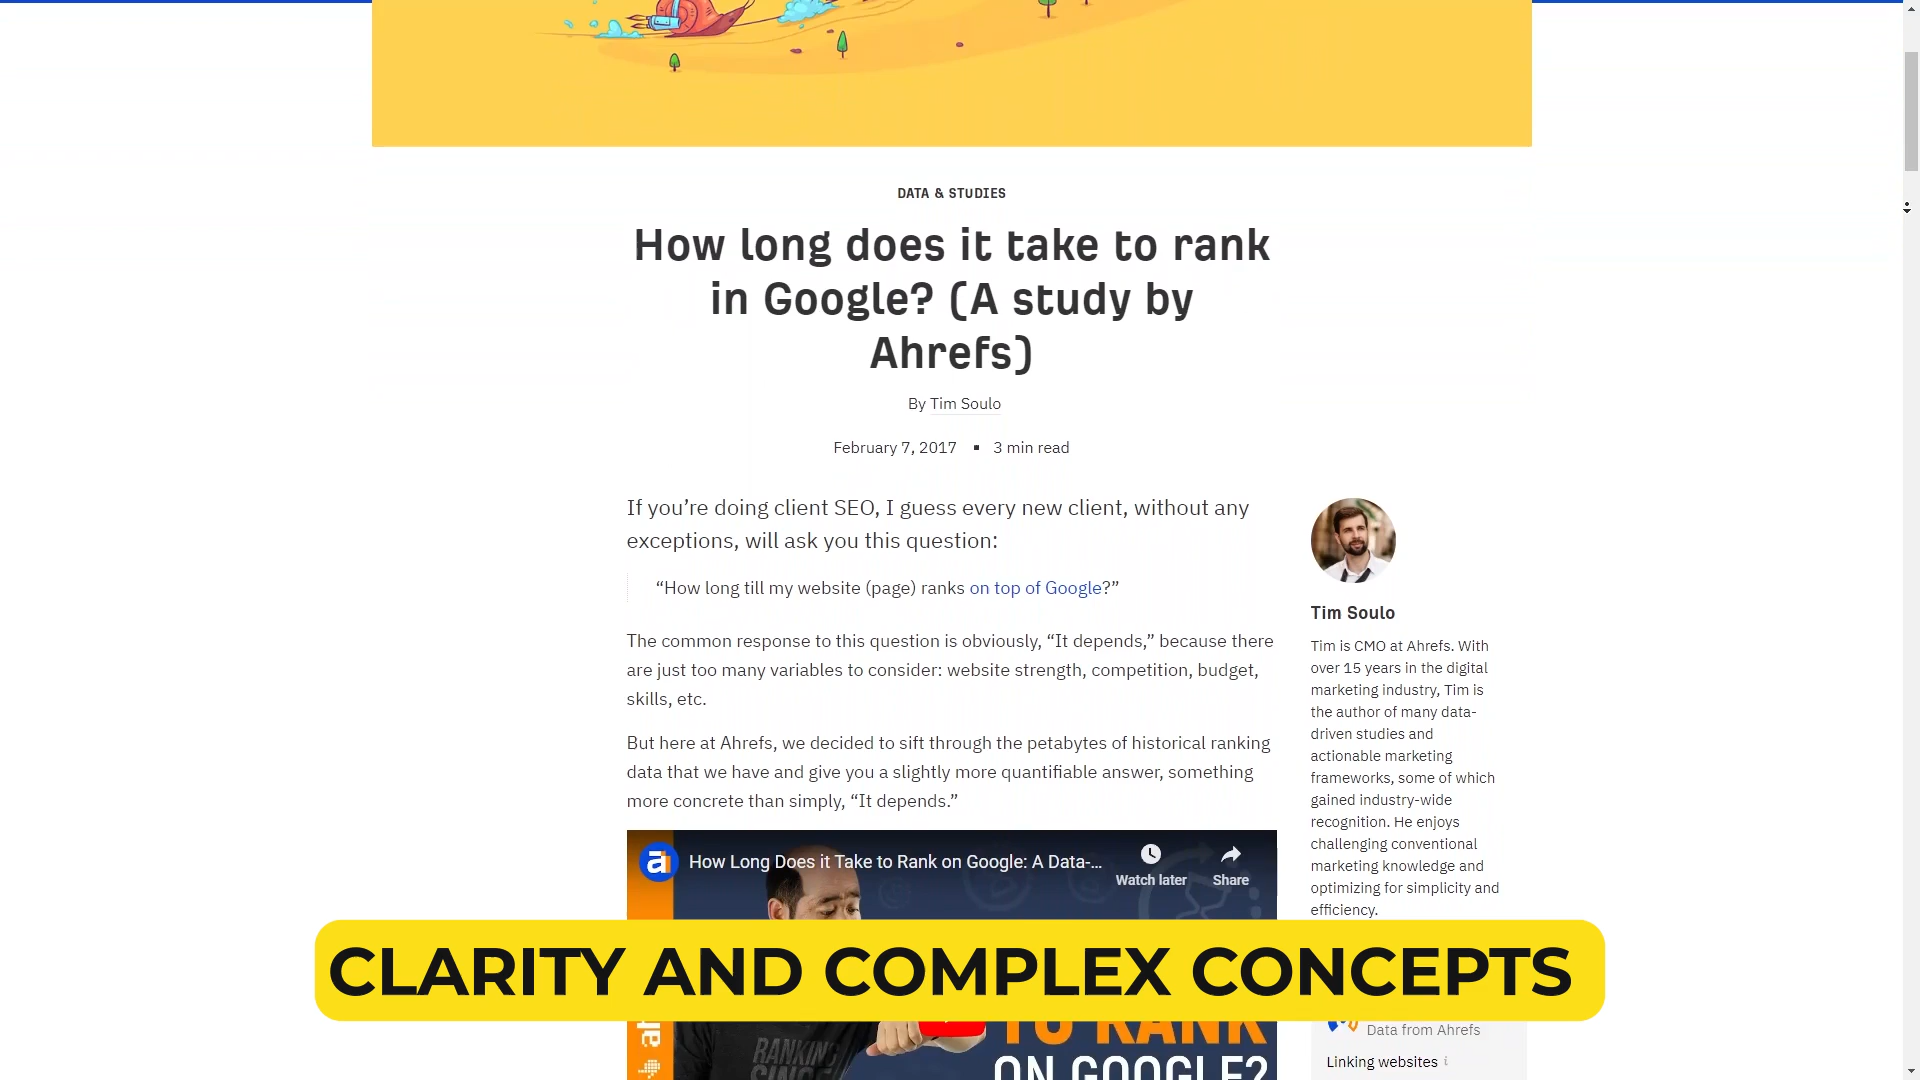 DATA & STUDIES
How long does it take to rank
in Google? (A study by
Ahrefs)
By Tim Soulo
February 7, 2017 ▪ 3 min read
If you’re doing client SEO, I guess every new client, without any
exceptions, will ask you this question:
“How long till my website (page) ranks on top of Google?”
The common response to this question is obviously, “It depends,” because there
are just too many variables to consider: website strength, competition, budget,
skills, etc.
But here at Ahrefs, we decided to sift through the petabytes of historical ranking
data that we have and give you a slightly more quantifiable answer, something
more concrete than simply, “It depends.”
Tim Soulo
Tim is CMO at Ahrefs. With
over 15 years in the digital
marketing industry, Tim is
the author of many data-
driven studies and
actionable marketing
frameworks, some of which
gained industry-wide
recognition. He enjoys
challenging conventional
marketing knowledge and
optimizing for simplicity and
efficiency.
a How Long Does it Take to Rank on Google: A Data-...
Watch later
Share
CLARITY AND COMPLEX CONCEPTS
TO RANK
ON GOOGLE?
RANKING
SINCE
Data from Ahrefs
Linking websites i